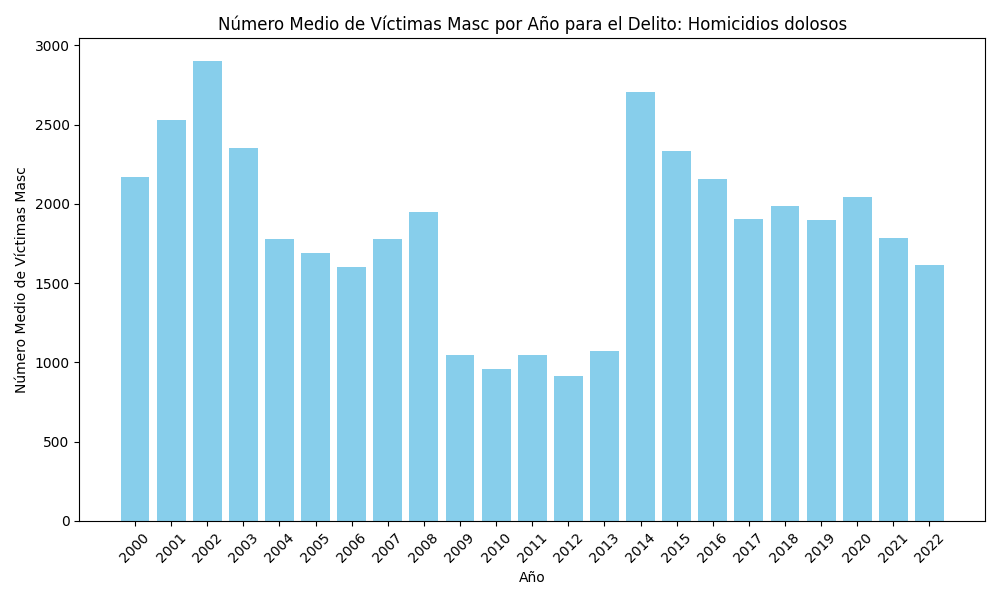 Número Medio de Víctimas Masc por Año para el Delito: Homicidios dolosos
Número Medio de Víctimas Masc
3000
2500
2000
1500
1000
500
0
2000 2001 2002 2003 2004 2005 2006 2007 2008 2009 2010 2011 2012 2013 2014 2015 2016 2017 2018 2019 2020 2021 2022
Año